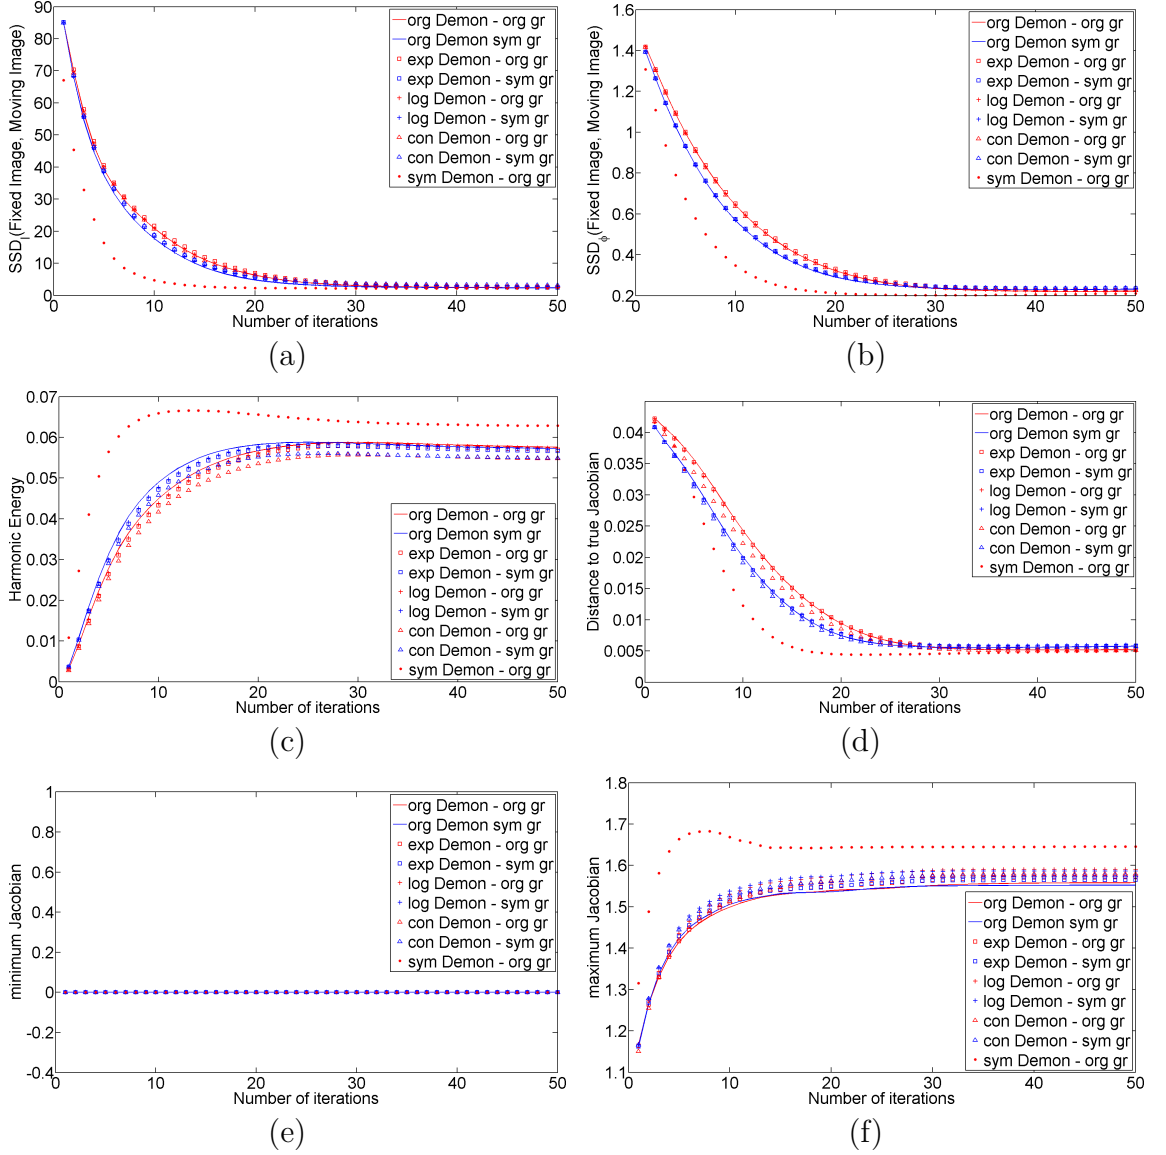 90
80
70
60
50
40
30
20
10
0
0 10 20 30 40 50
SSD_I(Fixed Image, Moving Image)
Number of iterations
org Demon - org gr
org Demon sym gr
exp Demon - org gr
exp Demon - sym gr
log Demon - org gr
log Demon - sym gr
con Demon - org gr
con Demon - sym gr
sym Demon - org gr
(a)
1.6
1.4
1.2
1
0.8
0.6
0.4
0.2
0 10 20 30 40 50
SSD_ϕ(Fixed Image, Moving Image)
Number of iterations
org Demon - org gr
org Demon sym gr
exp Demon - org gr
exp Demon - sym gr
log Demon - org gr
log Demon - sym gr
con Demon - org gr
con Demon - sym gr
sym Demon - org gr
(b)
0.07
0.06
0.05
0.04
0.03
0.02
0.01
0
0 10 20 30 40 50
Harmonic Energy
Number of iterations
org Demon - org gr
org Demon sym gr
exp Demon - org gr
exp Demon - sym gr
log Demon - org gr
log Demon - sym gr
con Demon - org gr
con Demon - sym gr
sym Demon - org gr
(c)
0.04
0.035
0.03
0.025
0.02
0.015
0.01
0.005
0
0 10 20 30 40 50
Distance to true Jacobian
Number of iterations
org Demon - org gr
org Demon sym gr
exp Demon - org gr
exp Demon - sym gr
log Demon - org gr
log Demon - sym gr
con Demon - org gr
con Demon - sym gr
sym Demon - org gr
(d)
1
0.8
0.6
0.4
0.2
0
-0.2
-0.4
0 10 20 30 40 50
minimum Jacobian
Number of iterations
org Demon - org gr
org Demon sym gr
exp Demon - org gr
exp Demon - sym gr
log Demon - org gr
log Demon - sym gr
con Demon - org gr
con Demon - sym gr
sym Demon - org gr
(e)
1.8
1.7
1.6
1.5
1.4
1.3
1.2
1.1
0 10 20 30 40 50
maximum Jacobian
Number of iterations
org Demon - org gr
org Demon - sym gr
exp Demon - org gr
exp Demon - sym gr
log Demon - org gr
log Demon - sym gr
con Demon - org gr
con Demon - sym gr
sym Demon - org gr
(f)